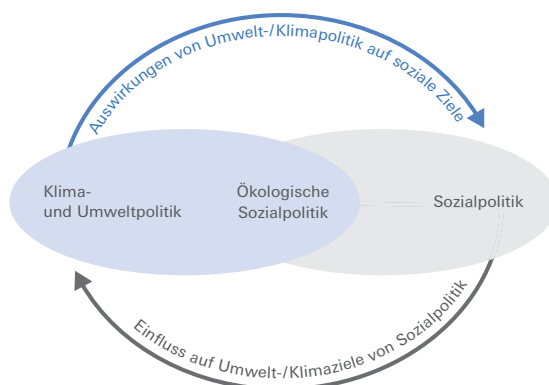 Auswirkungen von Umwelt-/Klimapolitik auf soziale Ziele
Klima-
und Umweltpolitik
Ökologische
Sozialpolitik
Sozialpolitik
Einfluss auf Umwelt-/Klimaziele von Sozialpolitik